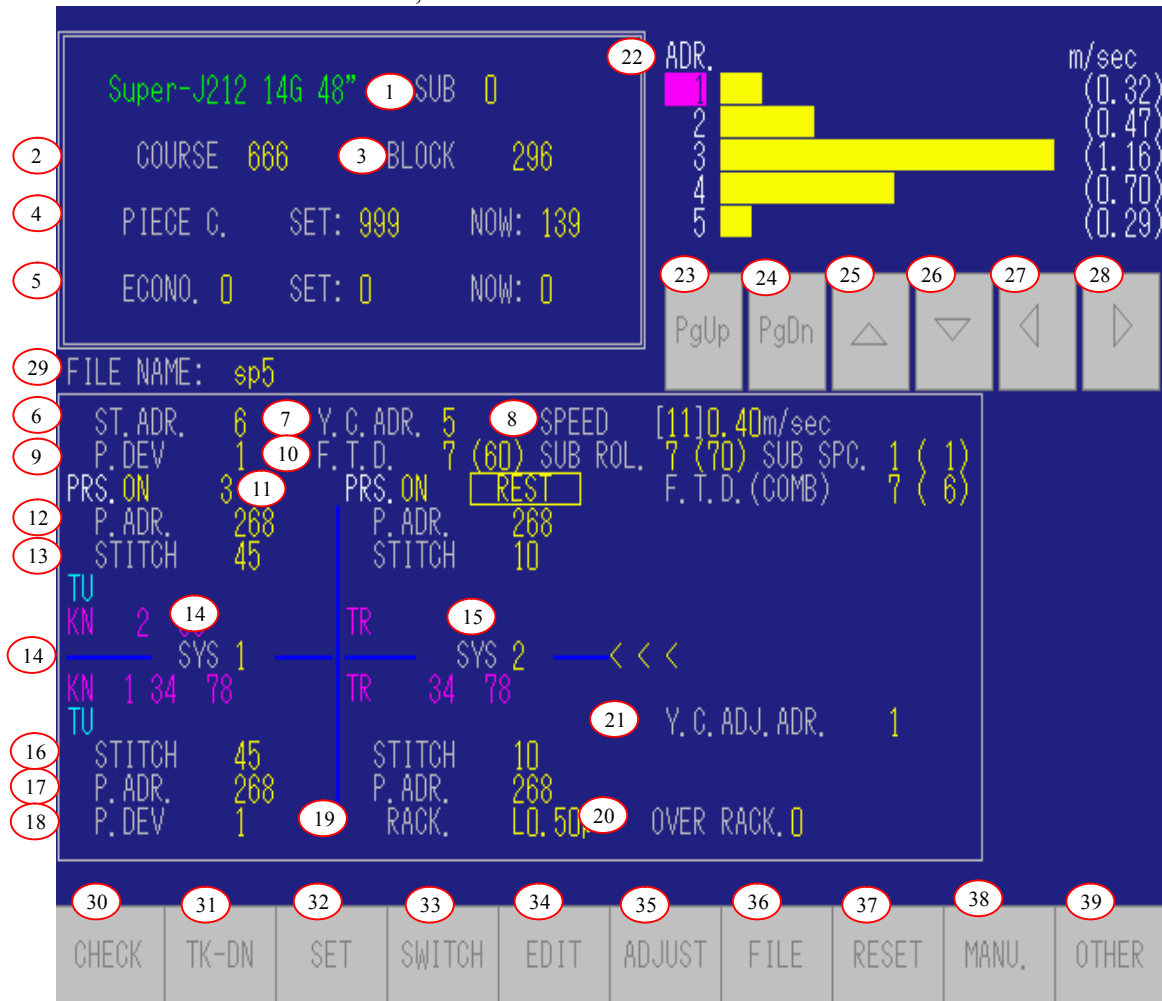 22 ADR. m/sec
Super-J212 14G 48” 1 SUB 0
1 (0.32)
2 (0.47)
2 COURSE 666 3 BLOCK 296
3 (1.16)
4 (0.70)
4 PIECE C. SET: 999 NOW: 139
5 (0.29)
5 ECONO. 0 SET: 0 NOW: 0
23 24 25 26 27 28
PgUp PgDn
29 FILE NAME: sp5
6 ST.ADR. 6 7 Y.C.ADR. 5 8 SPEED [11]0.40m/sec
9 P.DEV 1 10 F.T.D. 7 (60) SUB ROL. 7 (70) SUB SPC. 1 ( 1)
PRS.ON 3 11 PRS.ON REST F.T.D.(COMB) 7 ( 6)
12 P.ADR. 268 P.ADR. 268
13 STITCH 45 STITCH 10
TU
KN 2 14 TR 15
14 SYS 1 SYS 2 <<<
KN 1 34 78 TR 34 78
TU 21 Y.C.ADJ.ADR. 1
16 STITCH 45 STITCH 10
17 P.ADR. 268 P.ADR. 268
18 P.DEV 1 19 RACK. L0.50 20 OVER RACK.0
30 31 32 33 34 35 36 37 38 39
CHECK TK-DN SET SWITCH EDIT ADJUST FILE RESET MANU. OTHER